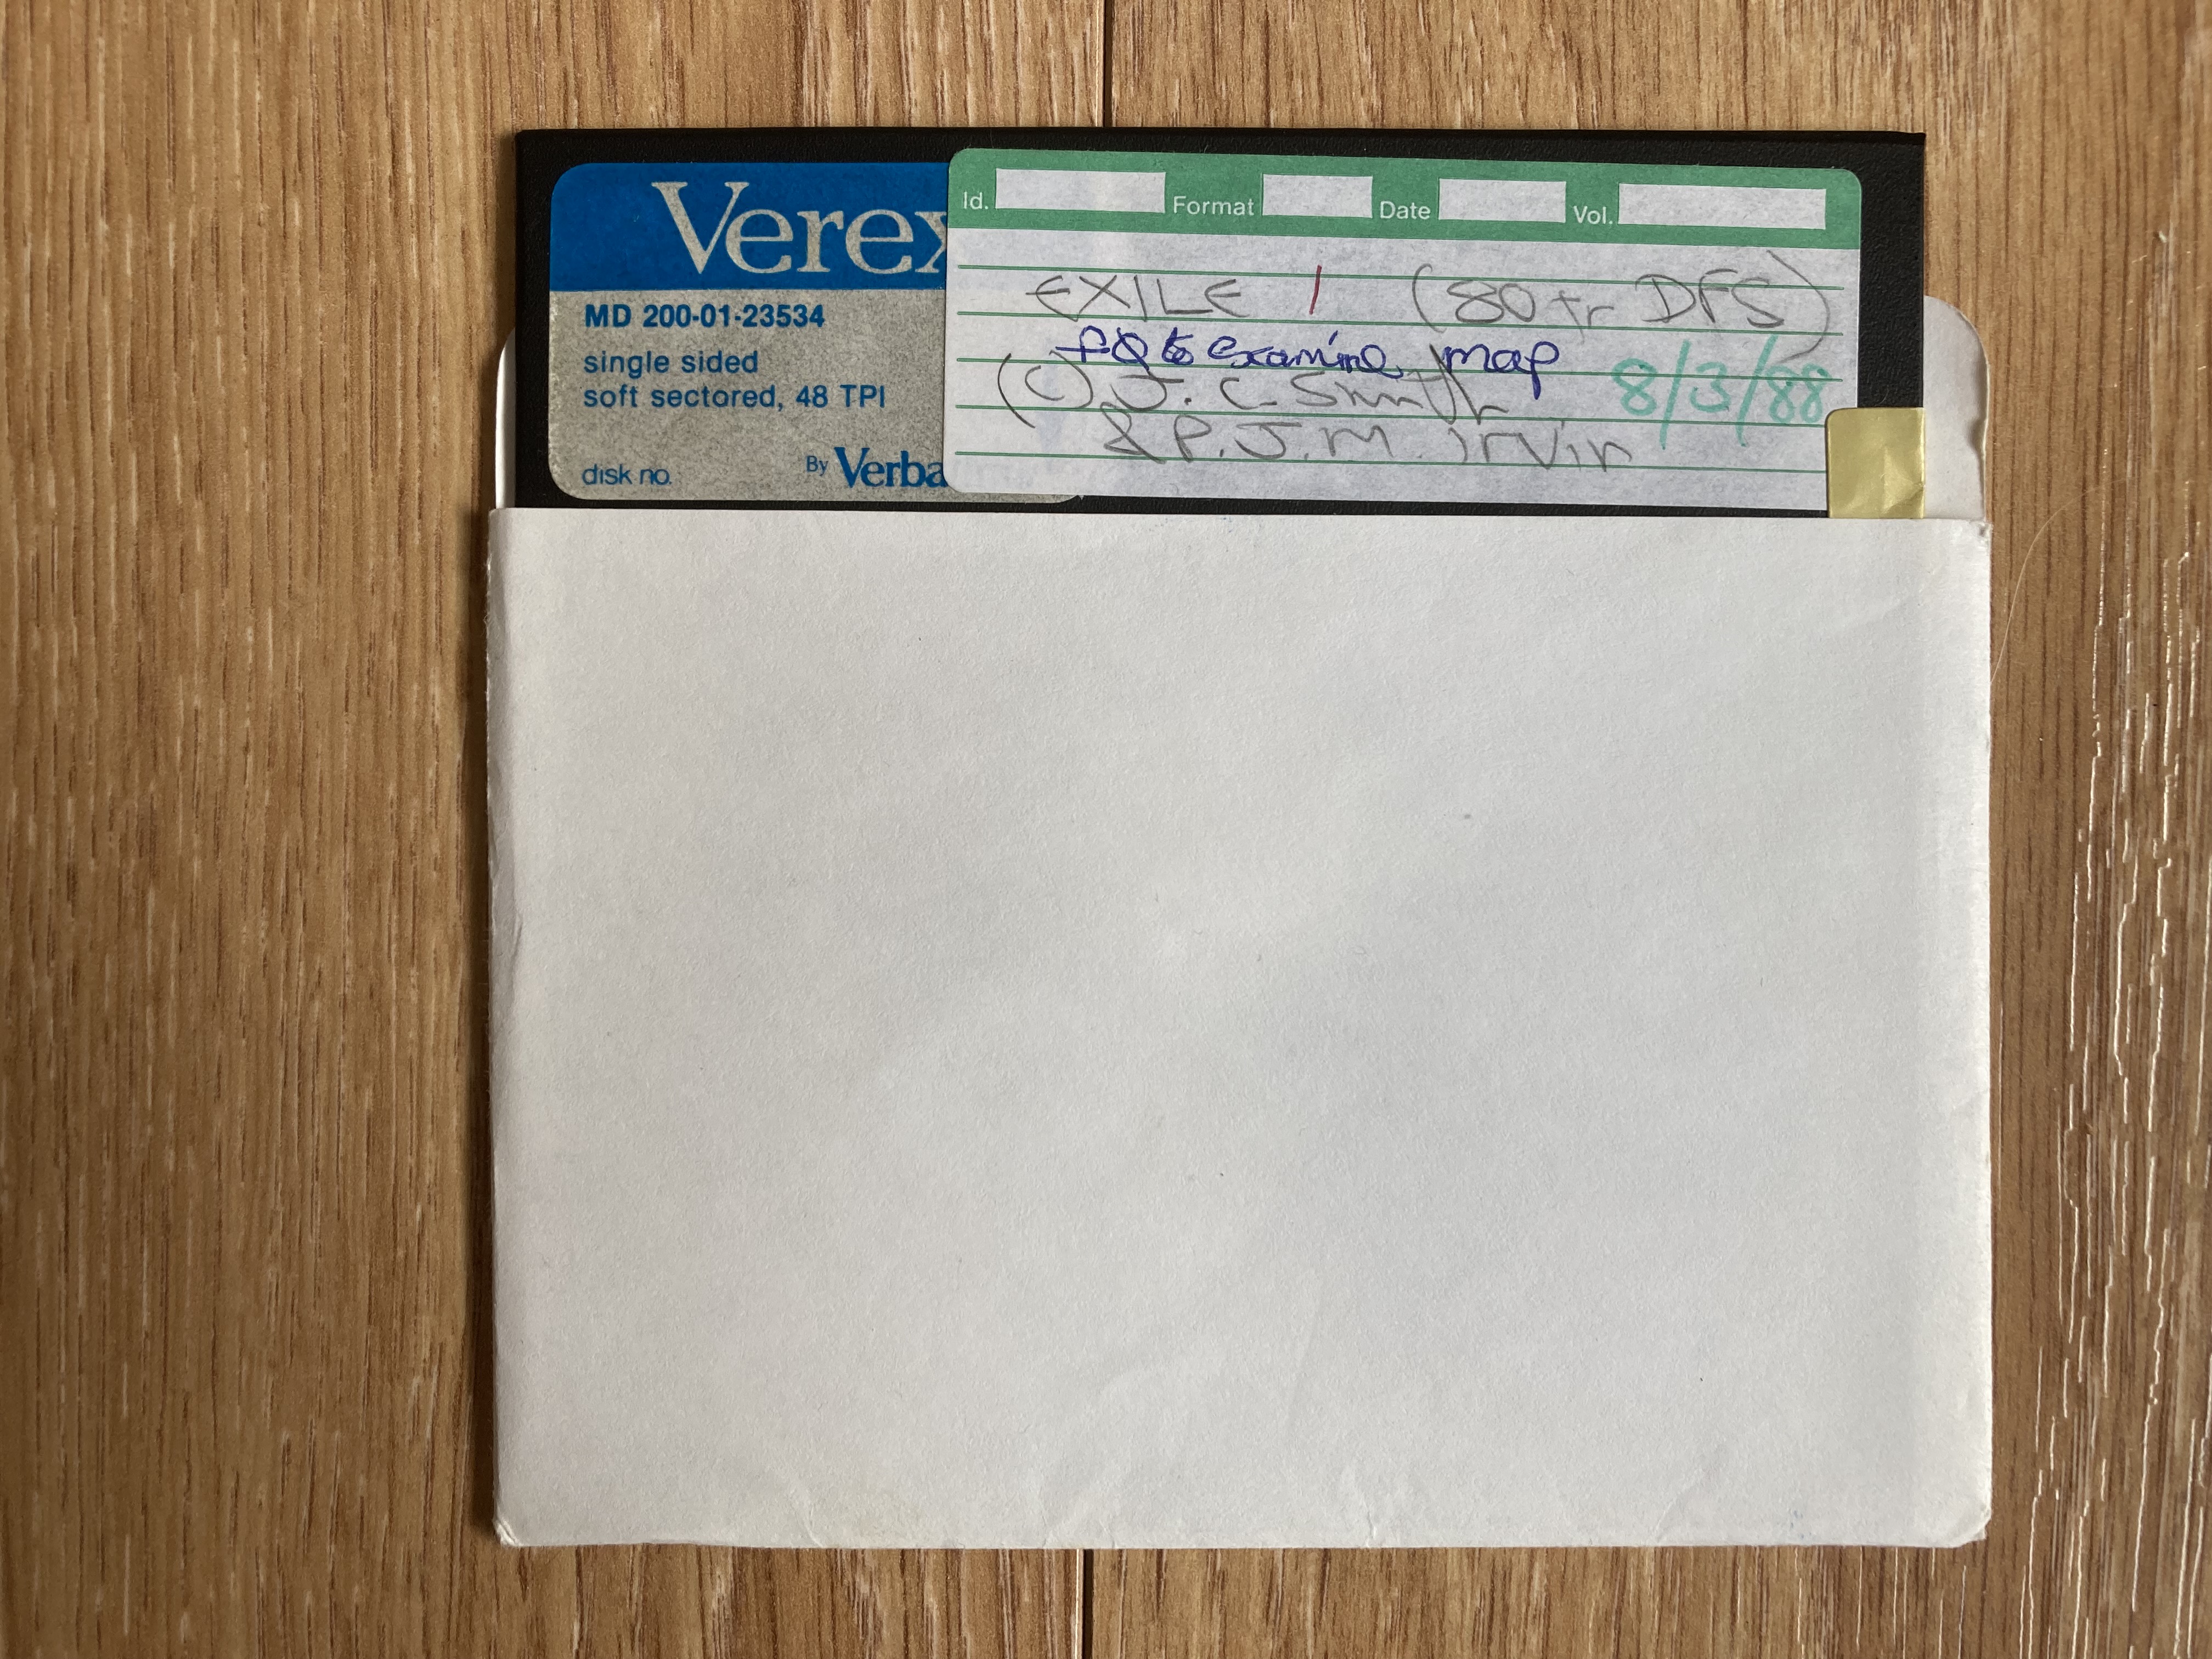 Verex
MD 200-01-23534
single sided
soft sectored, 48 TPI
disk no.
By Verba
Id. Format Date Vol.
EXILE 1 (80 tr DFS)
f0 to examine map
(C) J. C Smith 8/3/88
& P.J.M. Irvin